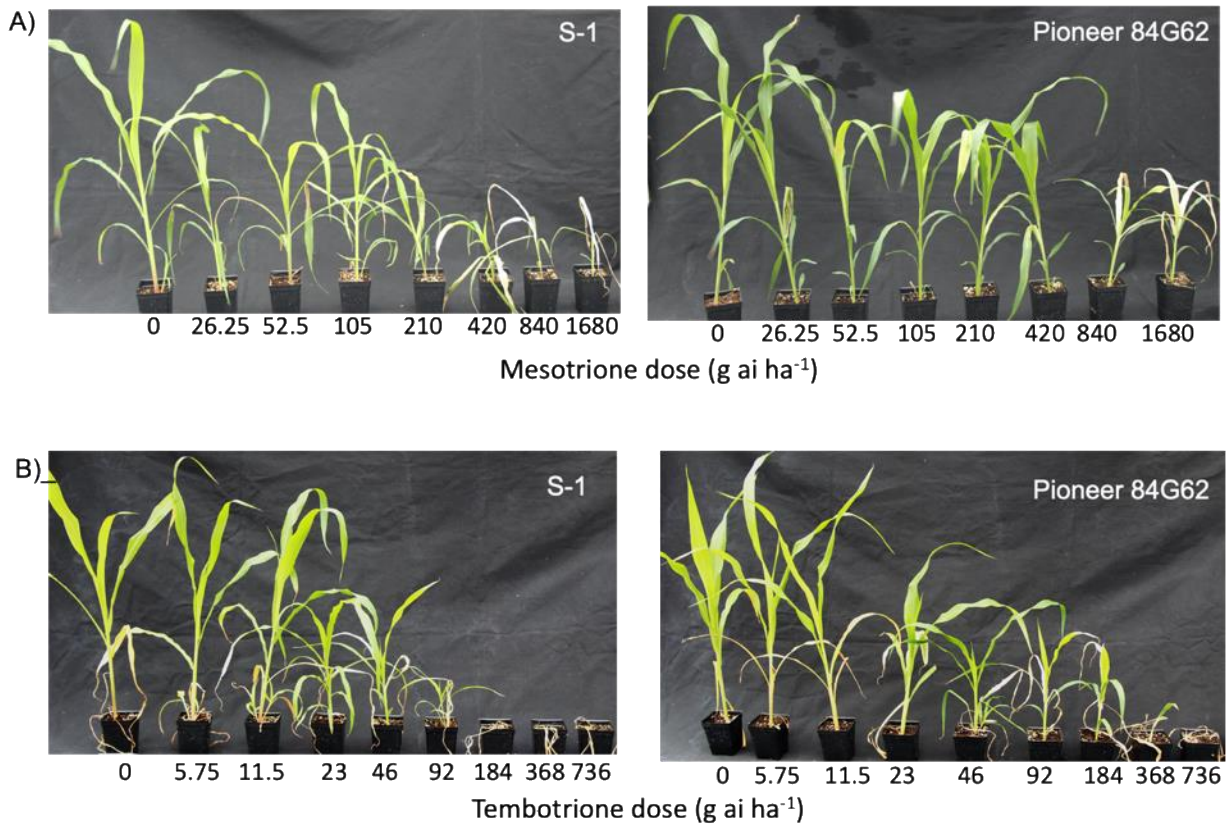 A)
S-1
Pioneer 84G62
0 26.25 52.5 105 210 420 840 1680
0 26.25 52.5 105 210 420 840 1680
Mesotrione dose (g ai ha⁻¹)
B)
S-1
Pioneer 84G62
0 5.75 11.5 23 46 92 184 368 736
0 5.75 11.5 23 46 92 184 368 736
Tembotrione dose (g ai ha⁻¹)